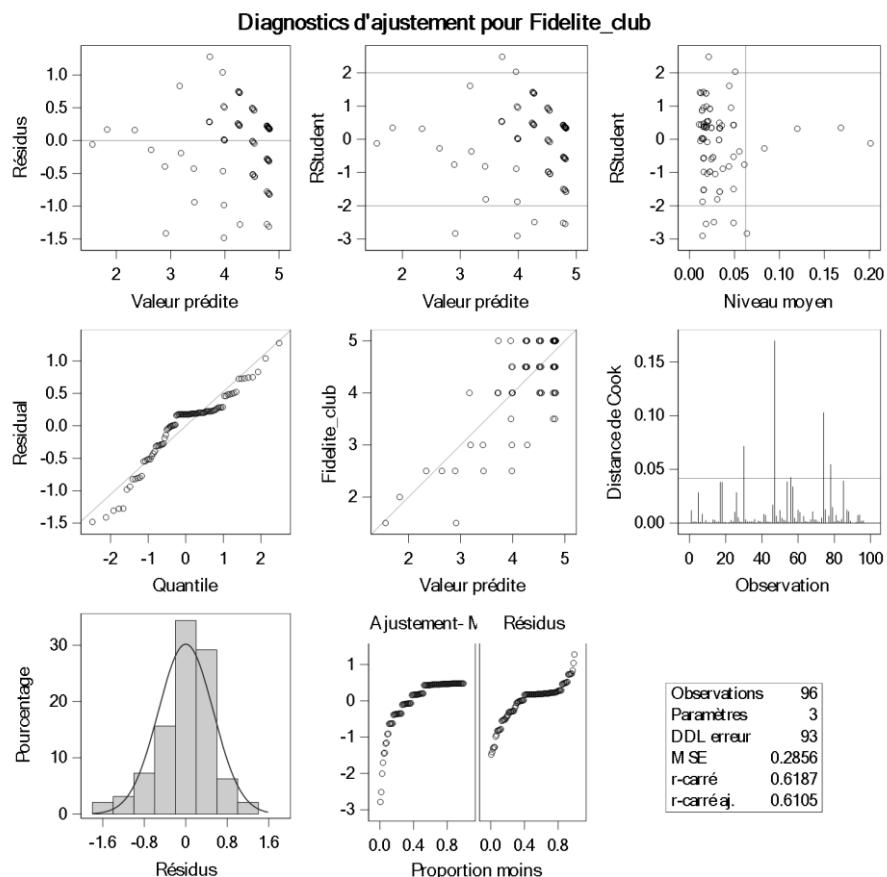 Diagnostics d'ajustement pour Fidelite_club
Résidus
1.0
0.5
0.0
-0.5
-1.0
-1.5
2 3 4 5
Valeur prédite
RStudent
2
1
0
-1
-2
-3
2 3 4 5
Valeur prédite
RStudent
2
1
0
-1
-2
-3
0.00 0.05 0.10 0.15 0.20
Niveau moyen
Residual
1.0
0.5
0.0
-0.5
-1.0
-1.5
-2 -1 0 1 2
Quantile
Fidelite_club
5
4
3
2
2 3 4 5
Valeur prédite
Distance de Cook
0.15
0.10
0.05
0.00
0 20 40 60 80 100
Observation
Pourcentage
30
20
10
0
-1.6 -0.8 0 0.8 1.6
Résidus
Ajustement- M
Résidus
1
0
-1
-2
-3
0.0 0.4 0.8 0.0 0.4 0.8
Proportion moins
Observations 96
Paramètres 3
DDL erreur 93
MSE 0.2856
r-carré 0.6187
r-carré aj. 0.6105